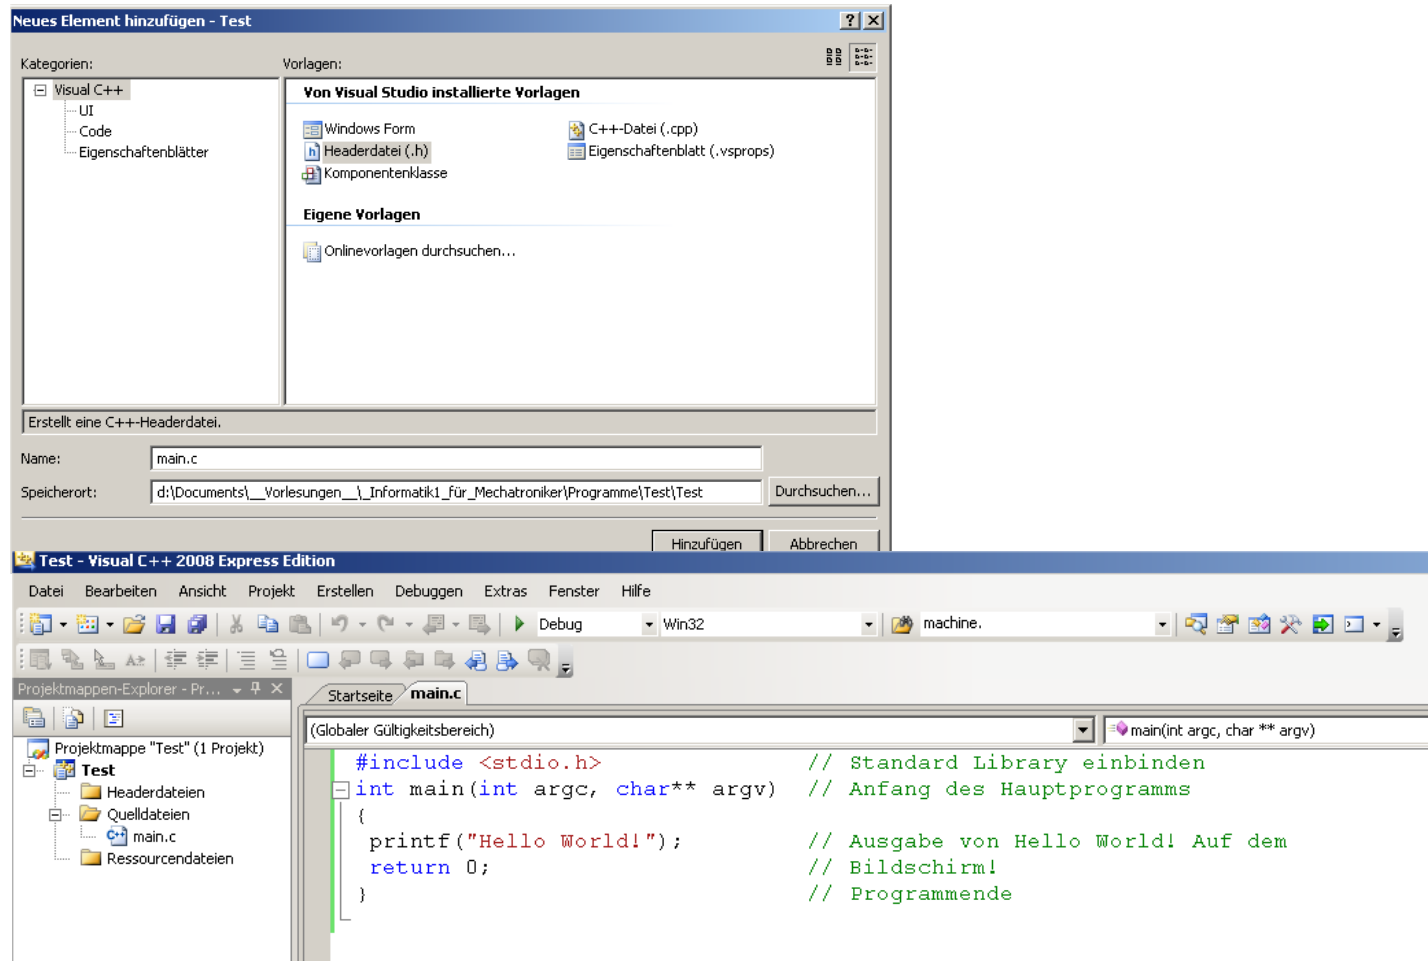 Neues Element hinzufügen - Test
Kategorien:
Vorlagen:
Visual C++
UI
Code
Eigenschaftenblätter
Von Visual Studio installierte Vorlagen
Windows Form
C++-Datei (.cpp)
Headerdatei (.h)
Eigenschaftenblatt (.vsprops)
Komponentenklasse
Eigene Vorlagen
Onlinevorlagen durchsuchen...
Erstellt eine C++-Headerdatei.
Name:
main.c
Speicherort:
d:\Documents\__Vorlesungen__\_Informatik1_für_Mechatroniker\Programme\Test\Test
Durchsuchen...
Hinzufügen
Abbrechen
Test - Visual C++ 2008 Express Edition
Datei Bearbeiten Ansicht Projekt Erstellen Debuggen Extras Fenster Hilfe
Debug
Win32
machine.
Projektmappen-Explorer - Pr...
Startseite
main.c
(Globaler Gültigkeitsbereich)
main(int argc, char ** argv)
Projektmappe "Test" (1 Projekt)
Test
Headerdateien
Quelldateien
main.c
Ressourcendateien
#include <stdio.h> // Standard Library einbinden
int main(int argc, char** argv) // Anfang des Hauptprogramms
{
printf("Hello World!"); // Ausgabe von Hello World! Auf dem
return 0; // Bildschirm!
} // Programmende